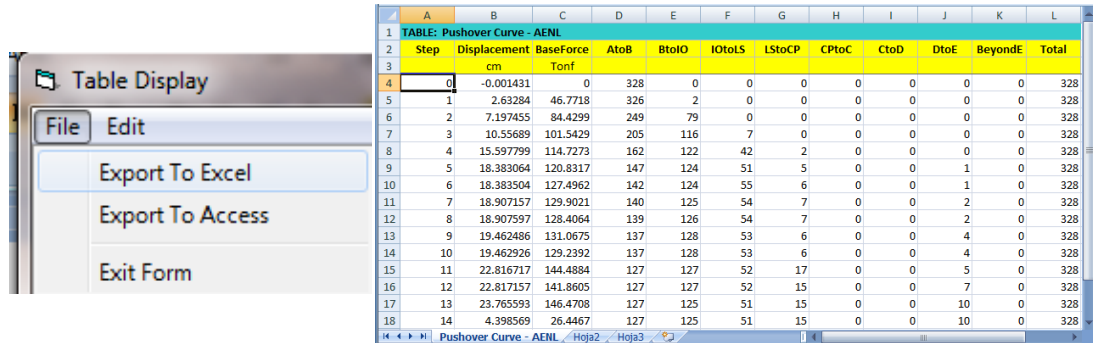 Table Display
File Edit
Export To Excel
Export To Access
Exit Form
A B C D E F G H I J K L
1 TABLE: Pushover Curve - AENL
2 Step Displacement BaseForce AtoB BtoIO IOtoLS LStoCP CPtoC CtoD DtoE BeyondE Total
3 cm Tonf
4 0 -0.001431 0 328 0 0 0 0 0 0 0 328
5 1 2.63284 46.7718 326 2 0 0 0 0 0 0 328
6 2 7.197455 84.4299 249 79 0 0 0 0 0 0 328
7 3 10.55689 101.5429 205 116 7 0 0 0 0 0 328
8 4 15.597799 114.7273 162 122 42 2 0 0 0 0 328
9 5 18.383064 120.8317 147 124 51 5 0 0 1 0 328
10 6 18.383504 127.4962 142 124 55 6 0 0 1 0 328
11 7 18.907157 129.9021 140 125 54 7 0 0 2 0 328
12 8 18.907597 128.4064 139 126 54 7 0 0 2 0 328
13 9 19.462486 131.0675 137 128 53 6 0 0 4 0 328
14 10 19.462926 129.2392 137 128 53 6 0 0 4 0 328
15 11 22.816717 144.4884 127 127 52 17 0 0 5 0 328
16 12 22.817157 141.8605 127 127 52 15 0 0 7 0 328
17 13 23.765593 146.4708 127 125 51 15 0 0 10 0 328
18 14 4.398569 26.4467 127 125 51 15 0 0 10 0 328
Pushover Curve - AENL Hoja2 Hoja3